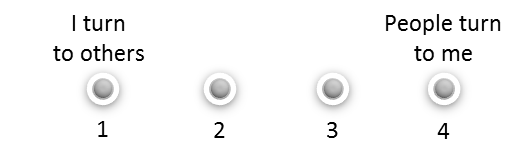 I turn
to others
People turn
to me
1 2 3 4